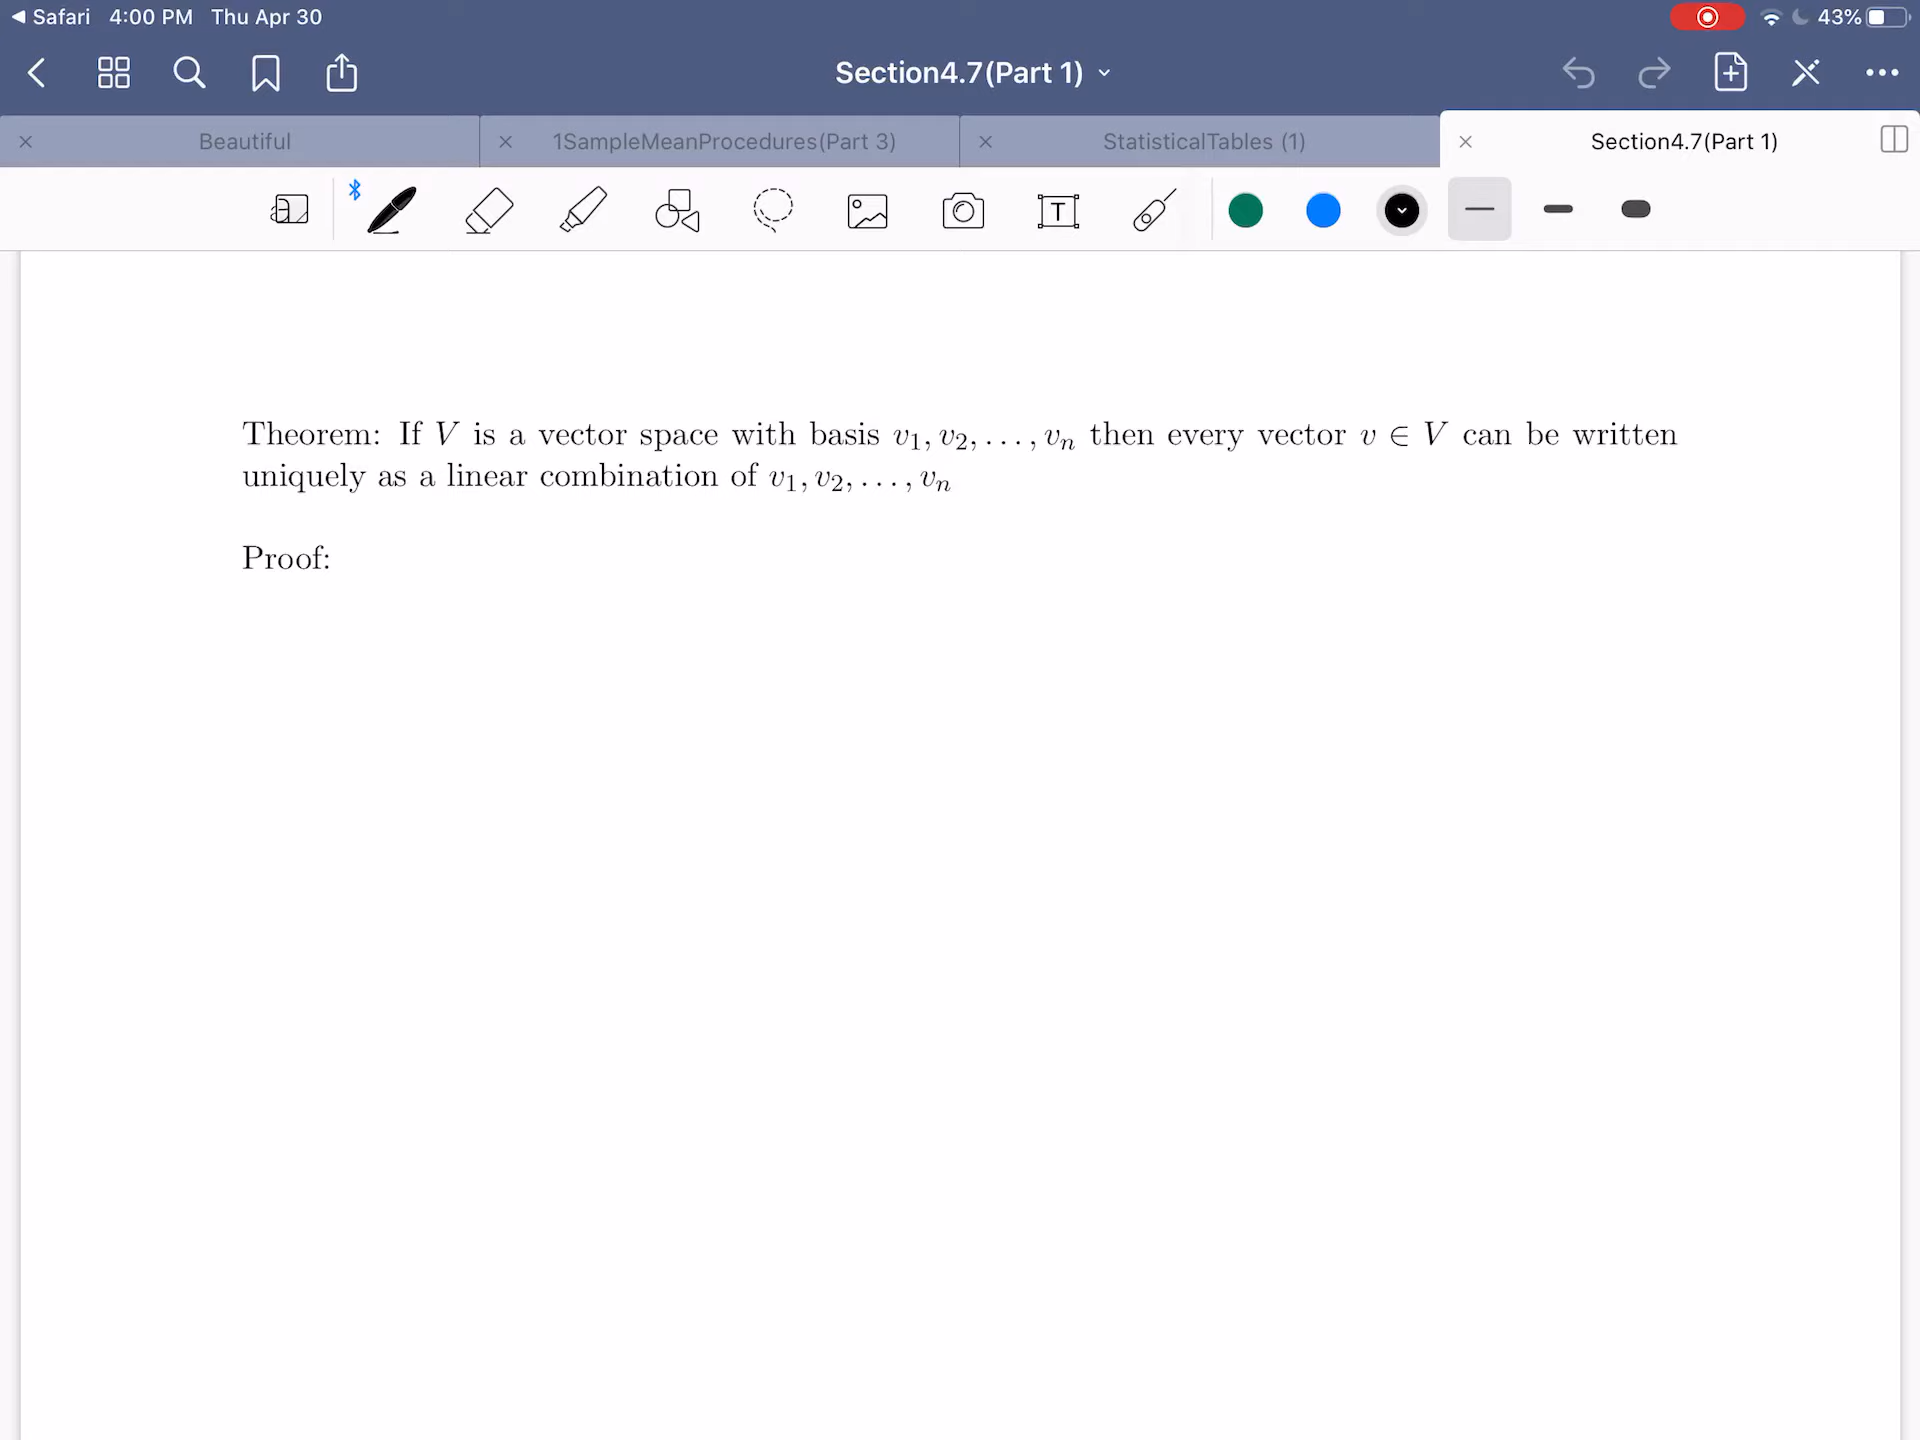 Safari 4:00 PM Thu Apr 30 43%
Section4.7(Part 1)
Beautiful 1SampleMeanProcedures(Part 3) StatisticalTables (1) Section4.7(Part 1)
a T
Theorem: If V is a vector space with basis v₁, v₂, . . . , vₙ then every vector v ∈ V can be written
uniquely as a linear combination of v₁, v₂, . . . , vₙ
Proof: